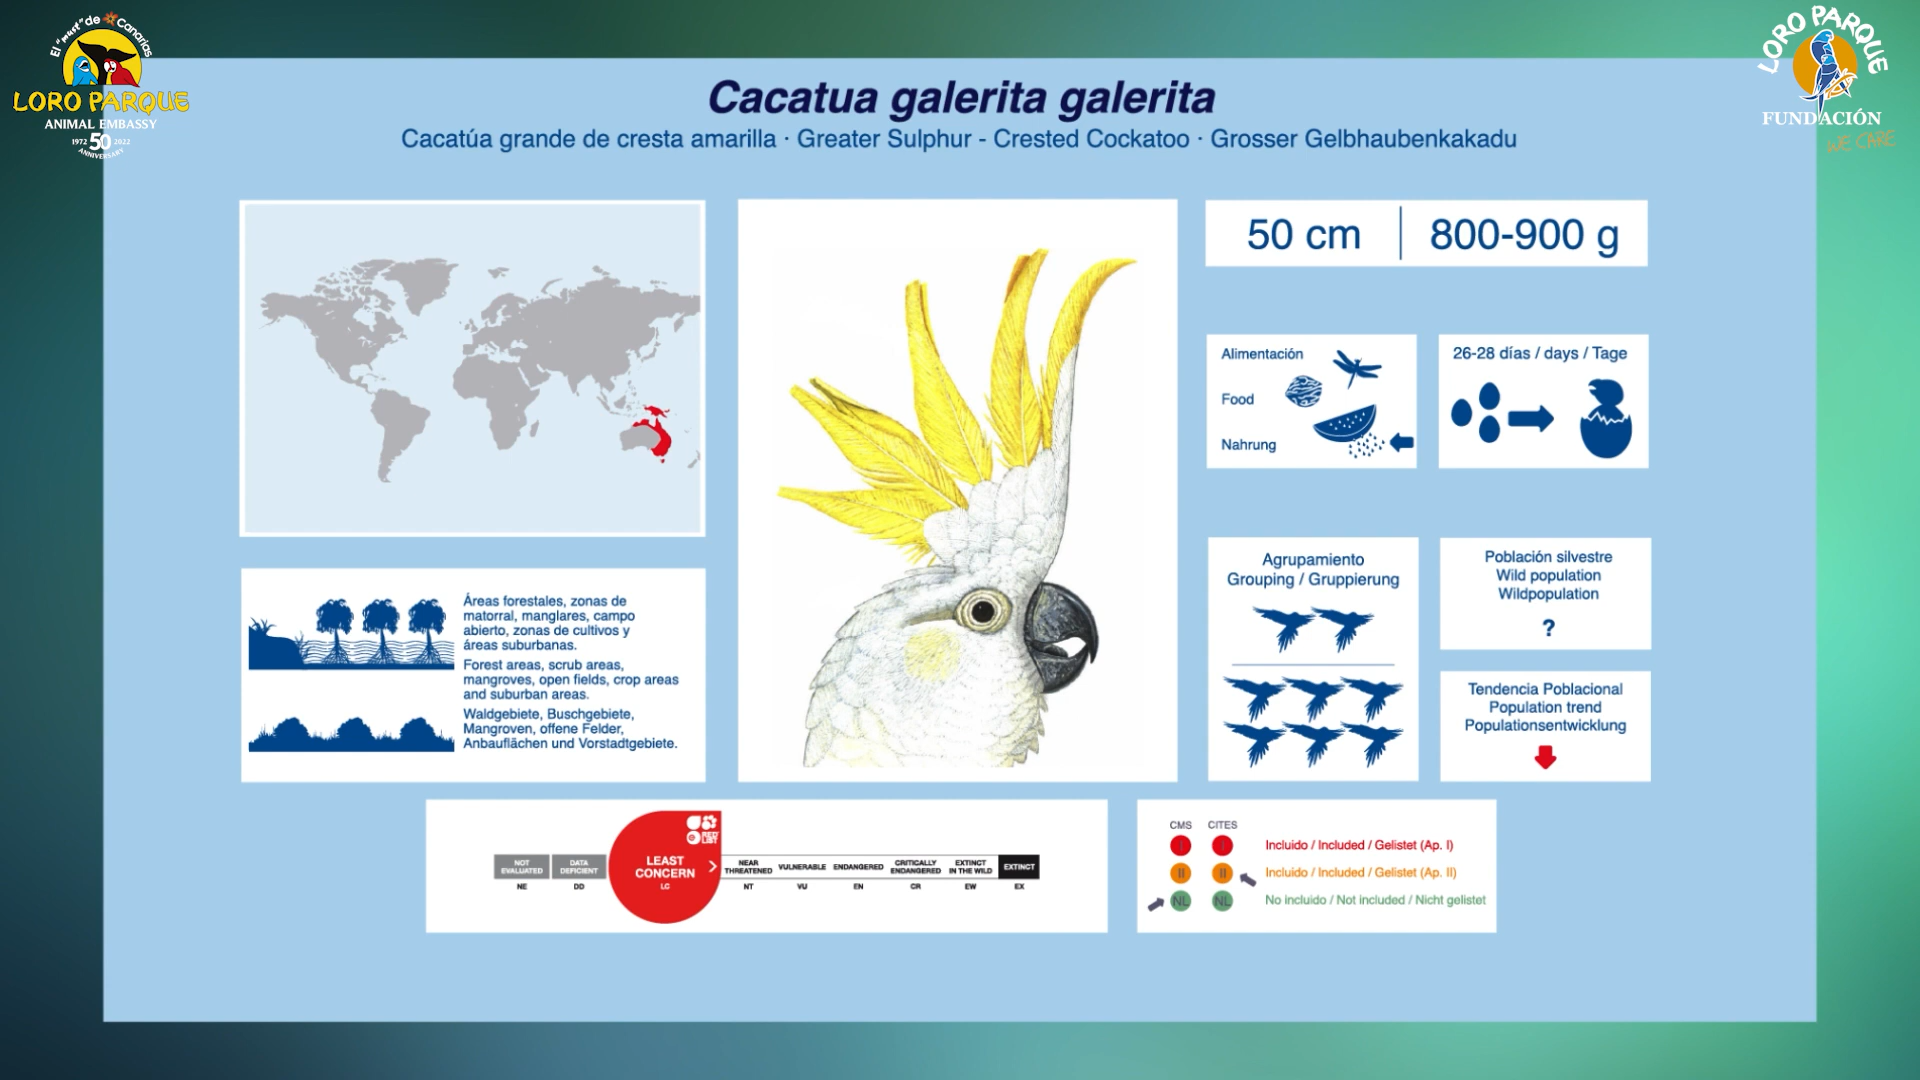 El "must" de Canarias
LORO PARQUE
ANIMAL EMBASSY
1972 50 2022
ANNIVERSARY
LORO PARQUE
FUNDACIÓN
WE CARE
Cacatua galerita galerita
Cacatúa grande de cresta amarilla · Greater Sulphur - Crested Cockatoo · Grosser Gelbhaubenkakadu
50 cm
800-900 g
Alimentación
Food
Nahrung
26-28 días / days / Tage
Agrupamiento
Grouping / Gruppierung
Población silvestre
Wild population
Wildpopulation
?
Tendencia Poblacional
Population trend
Populationsentwicklung
Áreas forestales, zonas de
matorral, manglares, campo
abierto, zonas de cultivos y
áreas suburbanas.
Forest areas, scrub areas,
mangroves, open fields, crop areas
and suburban areas.
Waldgebiete, Buschgebiete,
Mangroven, offene Felder,
Anbauflächen und Vorstadtgebiete.
RED LIST
NOT EVALUATED
NE
DATA DEFICIENT
DD
LEAST CONCERN
LC
NEAR THREATENED
NT
VULNERABLE
VU
ENDANGERED
EN
CRITICALLY ENDANGERED
CR
EXTINCT IN THE WILD
EW
EXTINCT
EX
CMS CITES
I I Incluido / Included / Gelistet (Ap. I)
II II Incluido / Included / Gelistet (Ap. II)
NL NL No incluido / Not included / Nicht gelistet